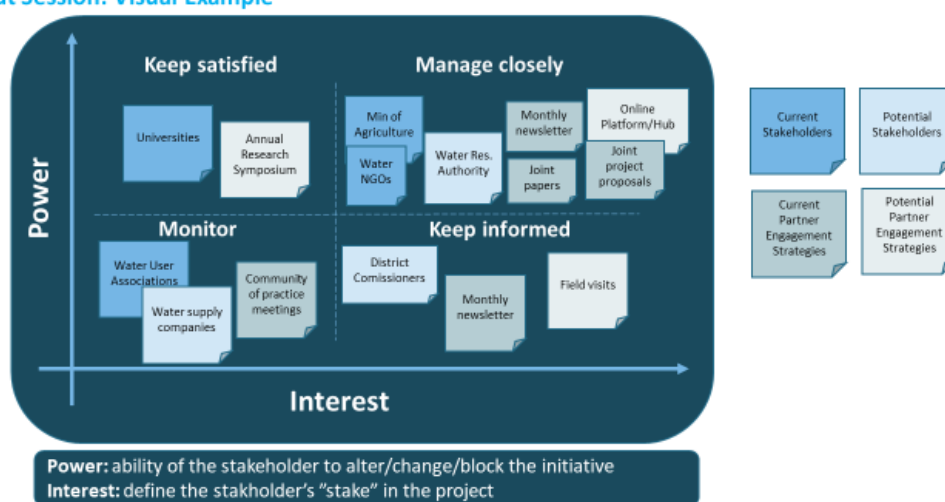 ut Session: Visual Example
Keep satisfied
Manage closely
Universities
Annual
Research
Symposium
Min of
Agriculture
Water
NGOs
Water Res.
Authority
Monthly
newsletter
Joint
papers
Online
Platform/Hub
Joint
project
proposals
Current
Stakeholders
Potential
Stakeholders
Current
Partner
Engagement
Strategies
Potential
Partner
Engagement
Strategies
Power
Monitor
Keep informed
Water User
Associations
Water supply
companies
Community
of practice
meetings
District
Comissioners
Monthly
newsletter
Field visits
Interest
Power: ability of the stakeholder to alter/change/block the initiative
Interest: define the stakholder's "stake" in the project